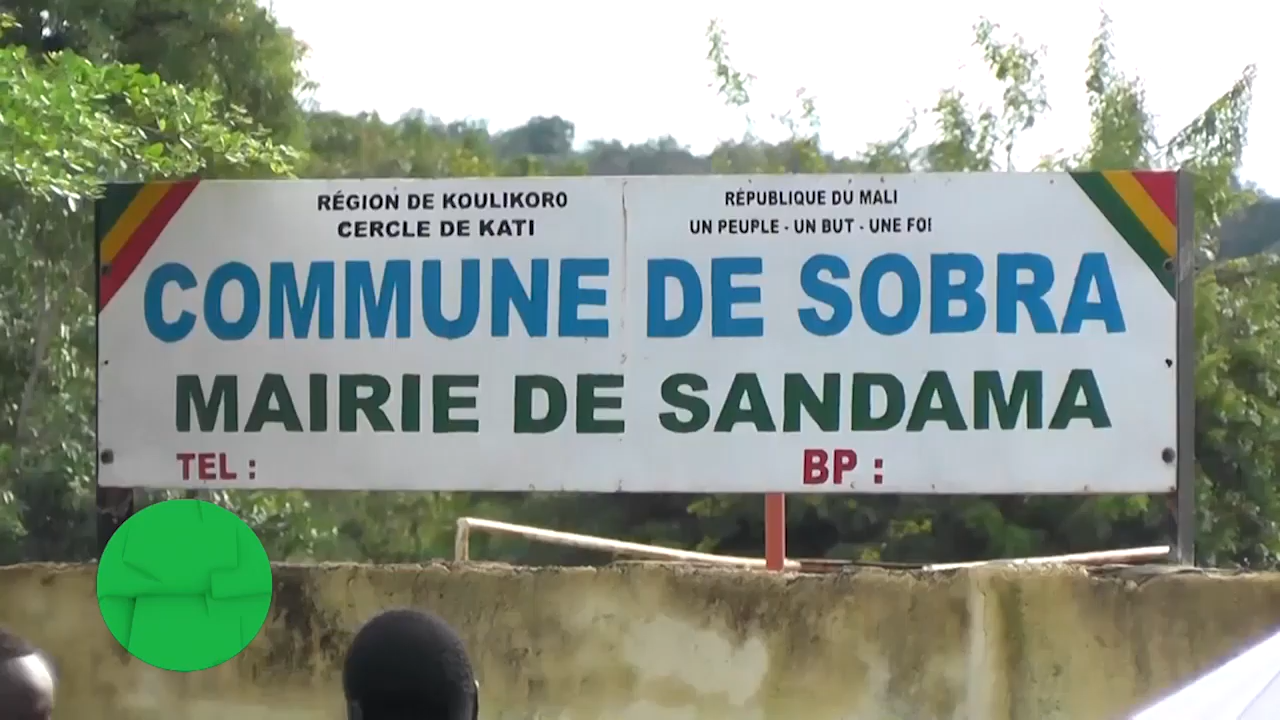 RÉGION DE KOULIKORO
CERCLE DE KATI
RÉPUBLIQUE DU MALI
UN PEUPLE - UN BUT - UNE FOI
COMMUNE DE SOBRA
MAIRIE DE SANDAMA
TEL :
BP :